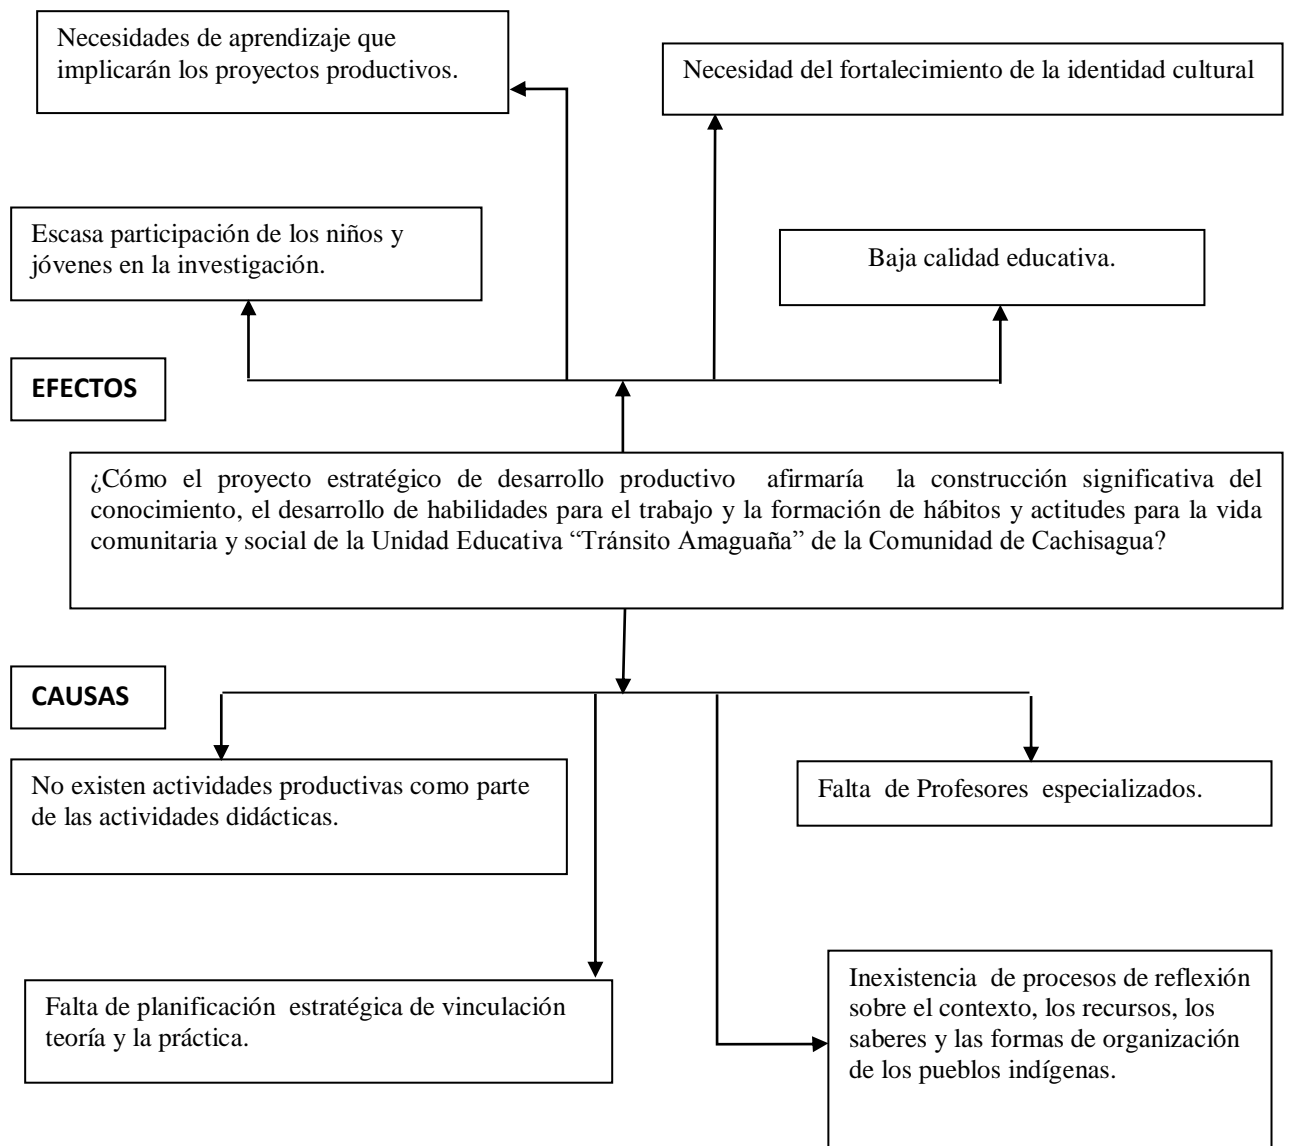 Necesidades de aprendizaje que
implicarán los proyectos productivos.
Necesidad del fortalecimiento de la identidad cultural
Escasa participación de los niños y
jóvenes en la investigación.
Baja calidad educativa.
EFECTOS
¿Cómo el proyecto estratégico de desarrollo productivo afirmaría la construcción significativa del
conocimiento, el desarrollo de habilidades para el trabajo y la formación de hábitos y actitudes para la vida
comunitaria y social de la Unidad Educativa “Tránsito Amaguaña” de la Comunidad de Cachisagua?
CAUSAS
No existen actividades productivas como parte
de las actividades didácticas.
Falta de Profesores especializados.
Falta de planificación estratégica de vinculación
teoría y la práctica.
Inexistencia de procesos de reflexión
sobre el contexto, los recursos, los
saberes y las formas de organización
de los pueblos indígenas.